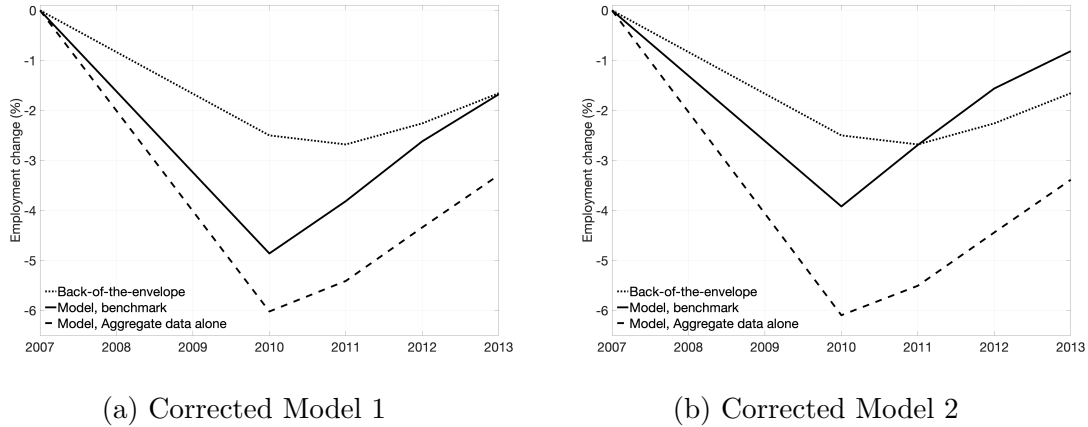 0
-1
-2
-3
-4
-5
-6
Employment change (%)
Back-of-the-envelope
Model, benchmark
Model, Aggregate data alone
2007 2008 2009 2010 2011 2012 2013
(a) Corrected Model 1
0
-1
-2
-3
-4
-5
-6
Employment change (%)
Back-of-the-envelope
Model, benchmark
Model, Aggregate data alone
2007 2008 2009 2010 2011 2012 2013
(b) Corrected Model 2